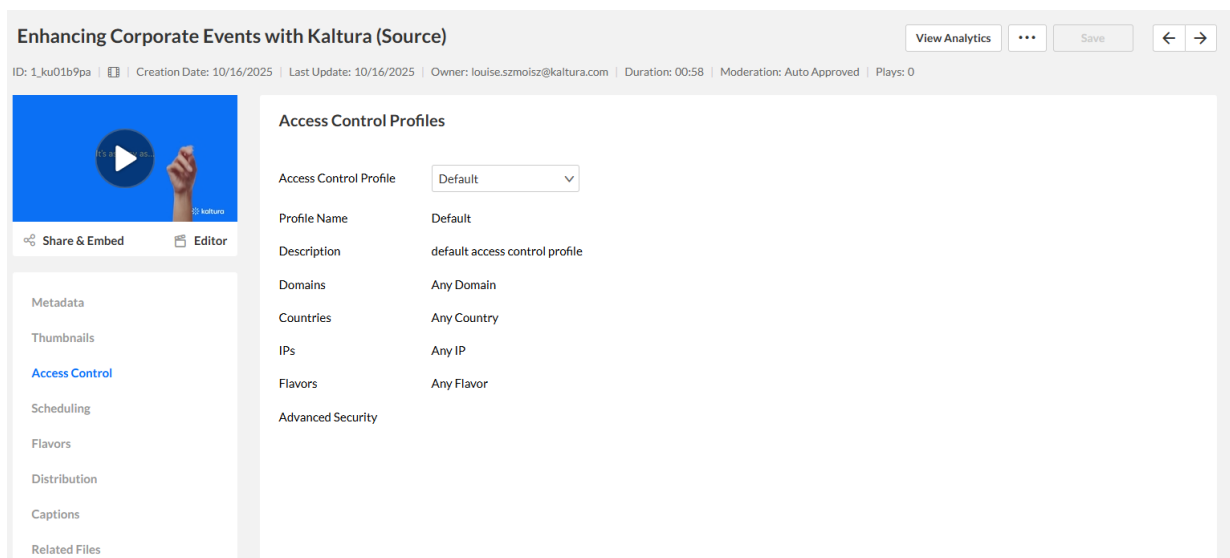 Enhancing Corporate Events with Kaltura (Source)
View Analytics
Save
ID: 1_ku01b9pa | Creation Date: 10/16/2025 | Last Update: 10/16/2025 | Owner: louise.szmoisz@kaltura.com | Duration: 00:58 | Moderation: Auto Approved | Plays: 0
It's as
as...
kaltura
Share & Embed
Editor
Metadata
Thumbnails
Access Control
Scheduling
Flavors
Distribution
Captions
Related Files
Access Control Profiles
Access Control Profile Default
Profile Name Default
Description default access control profile
Domains Any Domain
Countries Any Country
IPs Any IP
Flavors Any Flavor
Advanced Security